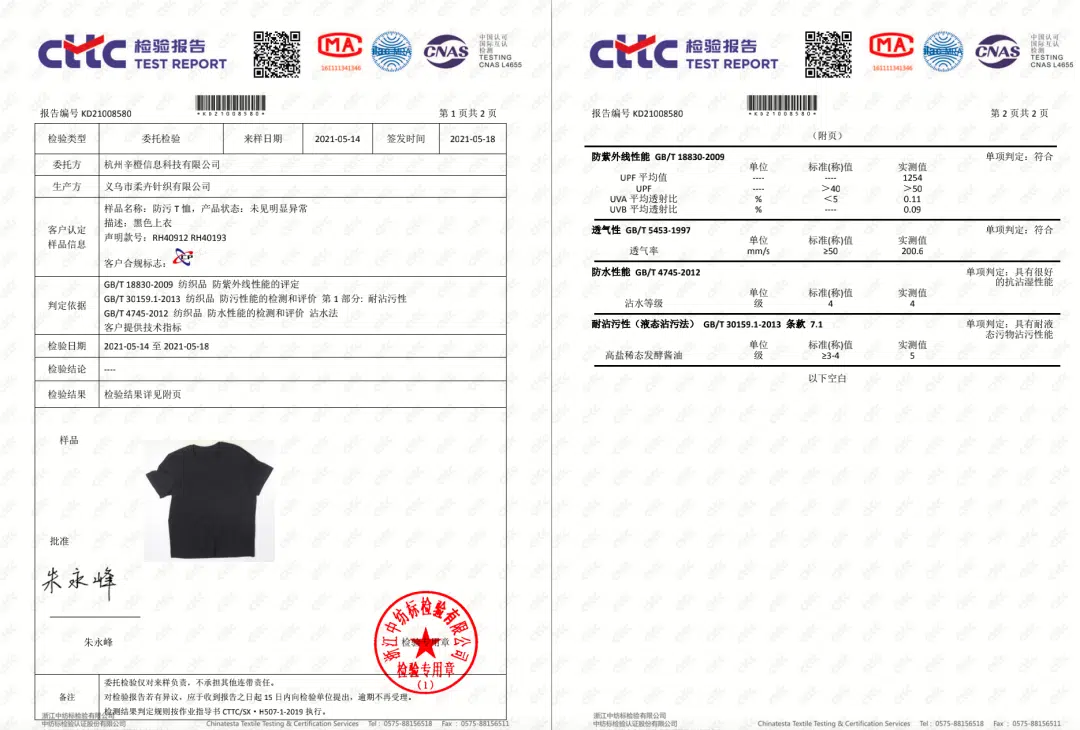 cttc 检验报告
TEST REPORT
MA
161111341346
ilac-MRA
CNAS
中国认可
国际互认
检测
TESTING
CNAS L4655
报告编号 KD21008580
*KD21008580*
第 1 页共 2 页
检验类型 委托检验 来样日期 2021-05-14 签发时间 2021-05-18
委托方 杭州辛橙信息科技有限公司
生产方 义乌市柔卉针织有限公司
客户认定
样品信息
样品名称：防污 T 恤，产品状态：未见明显异常
描述：黑色上衣
声明款号：RH40912 RH40193
客户合规标志：
判定依据
GB/T 18830-2009 纺织品 防紫外线性能的评定
GB/T 30159.1-2013 纺织品 防污性能的检测和评价 第 1 部分: 耐沾污性
GB/T 4745-2012 纺织品 防水性能的检测和评价 沾水法
客户提供技术指标
检验日期 2021-05-14 至 2021-05-18
检验结论 ----
检验结果 检验结果详见附页
样品
批准
朱永峰
朱永峰
浙江中纺标检验有限公司
检验专用章
检验专用章
(1)
备注
委托检验仅对来样负责，不承担其他连带责任。
对检验报告若有异议，应于收到报告之日起 15 日内向检验单位提出，逾期不再受理。
检测结果判定规则按作业指导书 CTTC/SX·H507-1-2019 执行。
浙江中纺标检验有限公司
中纺标检验认证股份有限公司
Chinatesta Textile Testing & Certification Services Tel : 0575-88156518 Fax : 0575-88156511
cttc 检验报告
TEST REPORT
MA
161111341346
ilac-MRA
CNAS
中国认可
国际互认
检测
TESTING
CNAS L4655
报告编号 KD21008580
*KD21008580*
第 2 页共 2 页
（附页）
防紫外线性能 GB/T 18830-2009 单项判定：符合
单位 标准(称)值 实测值
UPF 平均值 ---- ---- 1254
UPF ---- ＞40 ＞50
UVA 平均透射比 % ＜5 0.11
UVB 平均透射比 % ---- 0.09
透气性 GB/T 5453-1997 单项判定：符合
单位 标准(称)值 实测值
透气率 mm/s ≥50 200.6
防水性能 GB/T 4745-2012 单项判定：具有很好
的抗沾湿性能
单位 标准(称)值 实测值
沾水等级 级 4 4
耐沾污性（液态沾污法） GB/T 30159.1-2013 条款 7.1 单项判定：具有耐液
态污物沾污性能
单位 标准(称)值 实测值
高盐稀态发酵酱油 级 ≥3-4 5
以下空白
浙江中纺标检验有限公司
中纺标检验认证股份有限公司
Chinatesta Textile Testing & Certification Services Tel : 0575-88156518 Fax : 0575-88156511